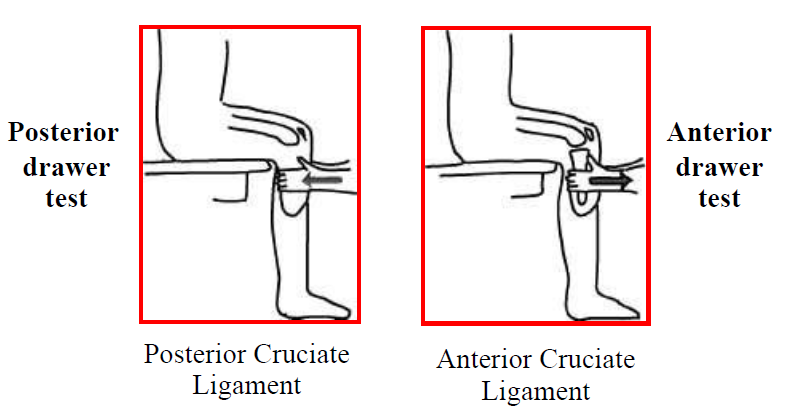 Posterior
drawer
test
Anterior
drawer
test
Posterior Cruciate
Ligament
Anterior Cruciate
Ligament